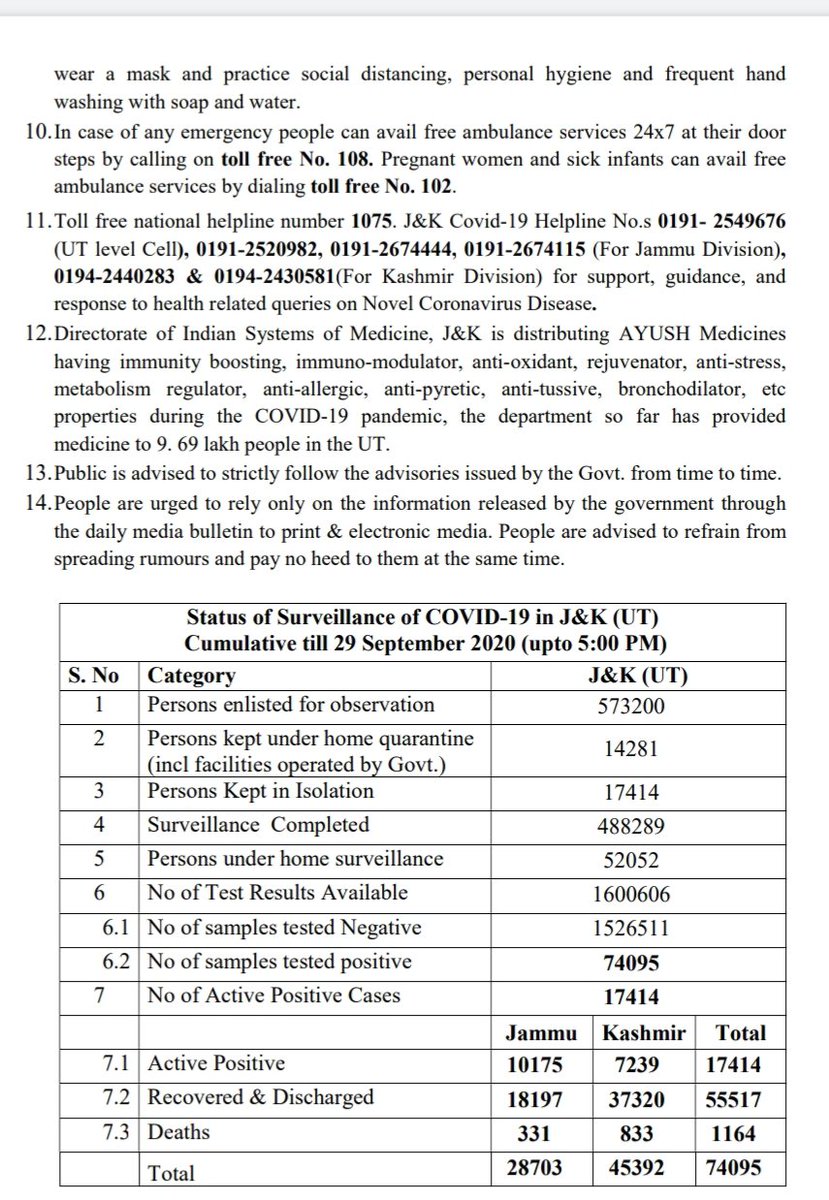 wear a mask and practice social distancing, personal hygiene and frequent hand
washing with soap and water.
10.In case of any emergency people can avail free ambulance services 24x7 at their door
steps by calling on toll free No. 108. Pregnant women and sick infants can avail free
ambulance services by dialing toll free No. 102.
11.Toll free national helpline number 1075. J&K Covid-19 Helpline No.s 0191- 2549676
(UT level Cell), 0191-2520982, 0191-2674444, 0191-2674115 (For Jammu Division),
0194-2440283 & 0194-2430581(For Kashmir Division) for support, guidance, and
response to health related queries on Novel Coronavirus Disease.
12.Directorate of Indian Systems of Medicine, J&K is distributing AYUSH Medicines
having immunity boosting, immuno-modulator, anti-oxidant, rejuvenator, anti-stress,
metabolism regulator, anti-allergic, anti-pyretic, anti-tussive, bronchodilator, etc
properties during the COVID-19 pandemic, the department so far has provided
medicine to 9. 69 lakh people in the UT.
13.Public is advised to strictly follow the advisories issued by the Govt. from time to time.
14.People are urged to rely only on the information released by the government through
the daily media bulletin to print & electronic media. People are advised to refrain from
spreading rumours and pay no heed to them at the same time.
Status of Surveillance of COVID-19 in J&K (UT)
Cumulative till 29 September 2020 (upto 5:00 PM)
S. No Category J&K (UT)
1 Persons enlisted for observation 573200
2 Persons kept under home quarantine
(incl facilities operated by Govt.) 14281
3 Persons Kept in Isolation 17414
4 Surveillance Completed 488289
5 Persons under home surveillance 52052
6 No of Test Results Available 1600606
6.1 No of samples tested Negative 1526511
6.2 No of samples tested positive 74095
7 No of Active Positive Cases 17414
Jammu Kashmir Total
7.1 Active Positive 10175 7239 17414
7.2 Recovered & Discharged 18197 37320 55517
7.3 Deaths 331 833 1164
Total 28703 45392 74095